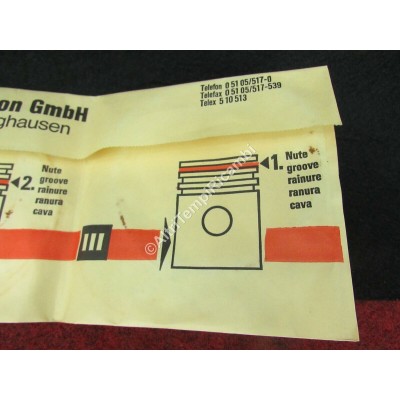 on GmbH
ghausen
Telefon 0 51 05/517-0
Telefax 0 51 05/517-539
Telex 5 10 513
2. Nute
groove
rainure
ranura
cava
1. Nute
groove
rainure
ranura
cava
© AutoTempiRicambi